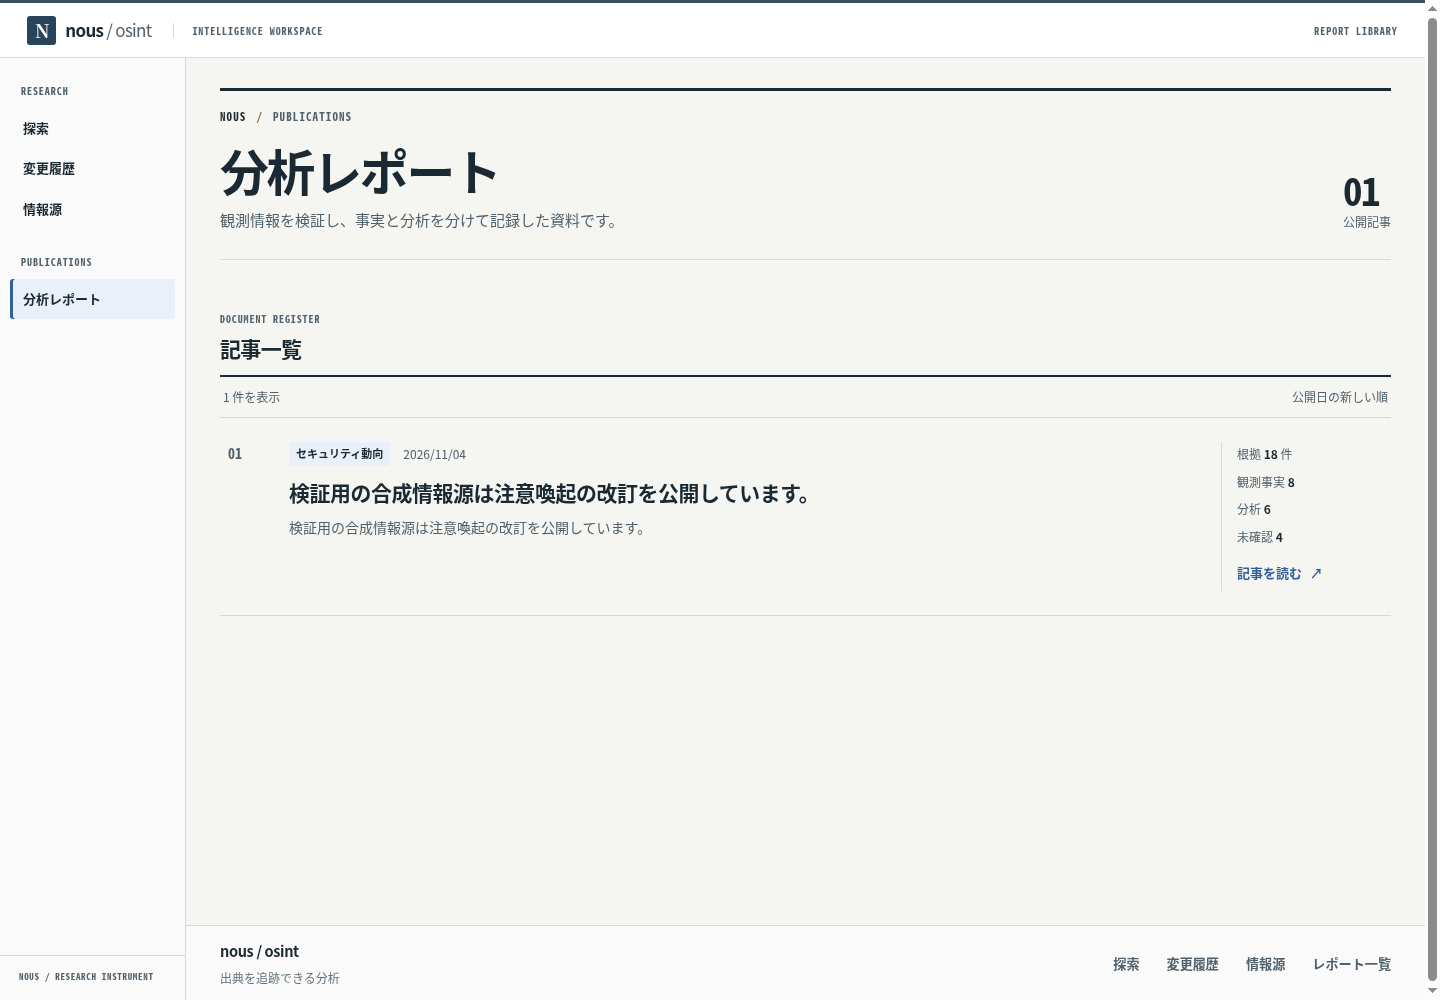 N nous / osint INTELLIGENCE WORKSPACE REPORT LIBRARY
RESEARCH
探索
変更履歴
情報源
PUBLICATIONS
分析レポート
NOUS / RESEARCH INSTRUMENT
NOUS / PUBLICATIONS
分析レポート
観測情報を検証し、事実と分析を分けて記録した資料です。
01
公開記事
DOCUMENT REGISTER
記事一覧
1 件を表示 公開日の新しい順
01 セキュリティ動向 2026/11/04
検証用の合成情報源は注意喚起の改訂を公開しています。
検証用の合成情報源は注意喚起の改訂を公開しています。
根拠 18 件
観測事実 8
分析 6
未確認 4
記事を読む ↗
nous / osint
出典を追跡できる分析
探索 変更履歴 情報源 レポート一覧